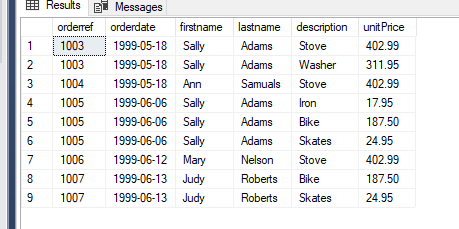 Results Messages
orderref orderdate firstname lastname description unitPrice
1 1003 1999-05-18 Sally Adams Stove 402.99
2 1003 1999-05-18 Sally Adams Washer 311.95
3 1004 1999-05-18 Ann Samuals Stove 402.99
4 1005 1999-06-06 Sally Adams Iron 17.95
5 1005 1999-06-06 Sally Adams Bike 187.50
6 1005 1999-06-06 Sally Adams Skates 24.95
7 1006 1999-06-12 Mary Nelson Stove 402.99
8 1007 1999-06-13 Judy Roberts Bike 187.50
9 1007 1999-06-13 Judy Roberts Skates 24.95